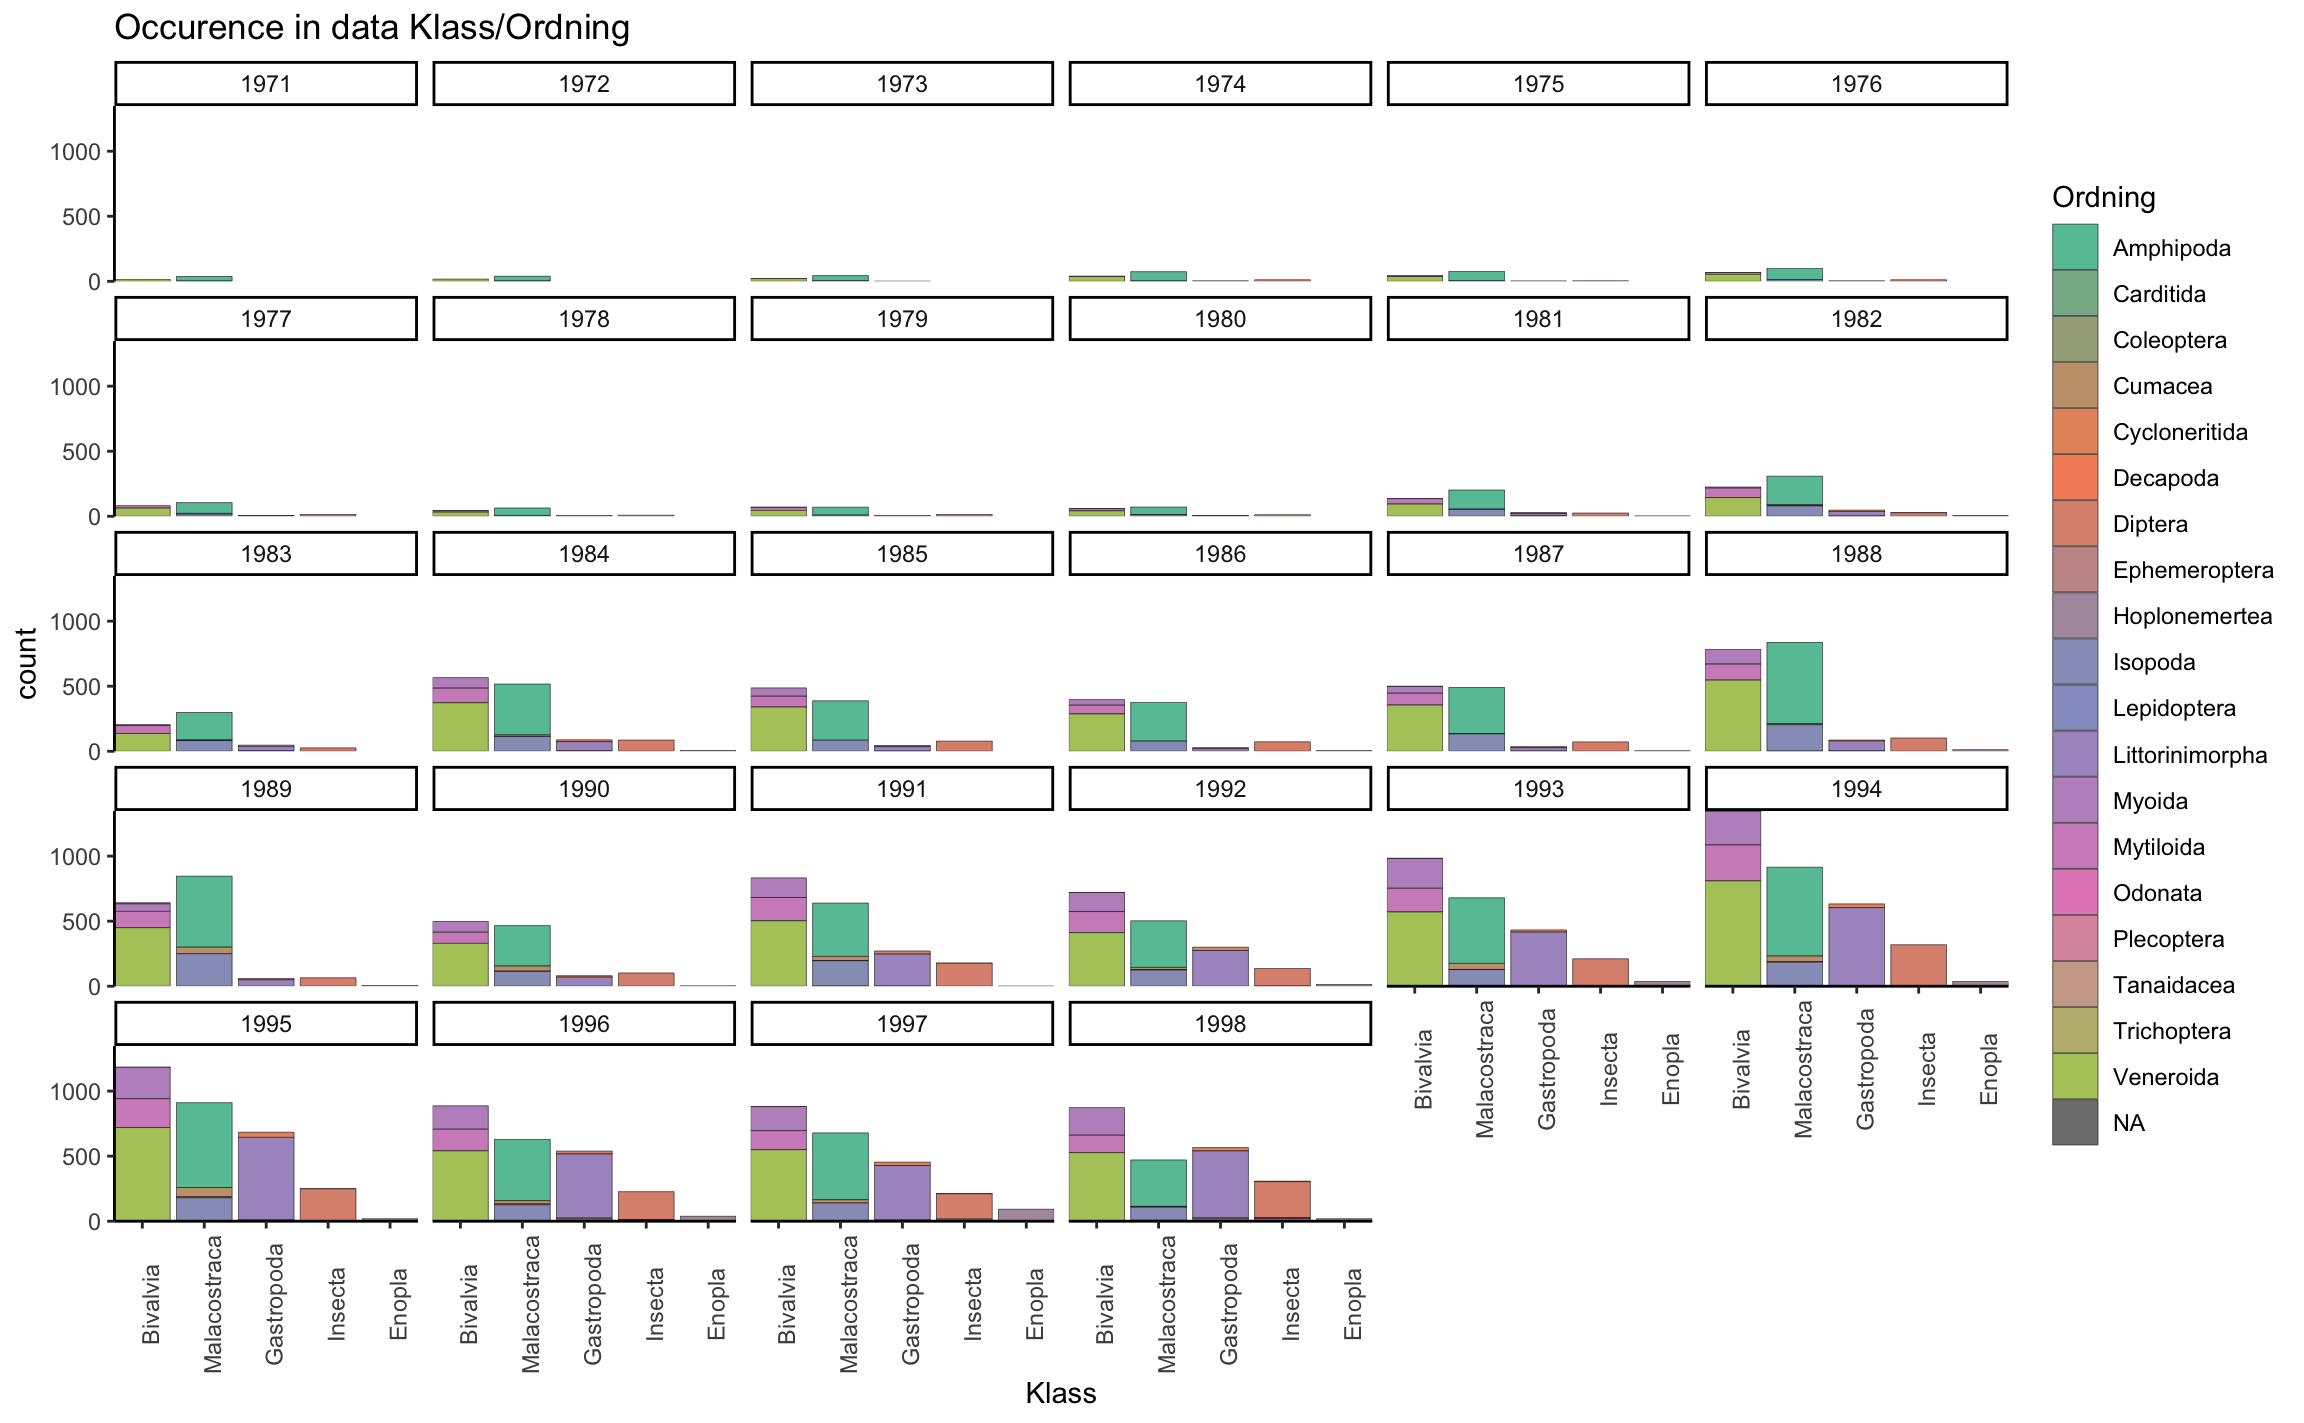 Occurence in data Klass/Ordning
1971 1972 1973 1974 1975 1976
1000
500
0
1977 1978 1979 1980 1981 1982
1000
500
0
1983 1984 1985 1986 1987 1988
1000
500
0
1989 1990 1991 1992 1993 1994
1000
500
0
Bivalvia Malacostraca Gastropoda Insecta Enopla
Bivalvia Malacostraca Gastropoda Insecta Enopla
1995 1996 1997 1998
1000
500
0
Bivalvia Malacostraca Gastropoda Insecta Enopla
Bivalvia Malacostraca Gastropoda Insecta Enopla
Bivalvia Malacostraca Gastropoda Insecta Enopla
Bivalvia Malacostraca Gastropoda Insecta Enopla
count
Klass
Ordning
Amphipoda
Carditida
Coleoptera
Cumacea
Cycloneritida
Decapoda
Diptera
Ephemeroptera
Hoplonemertea
Isopoda
Lepidoptera
Littorinimorpha
Myoida
Mytiloida
Odonata
Plecoptera
Tanaidacea
Trichoptera
Veneroida
NA